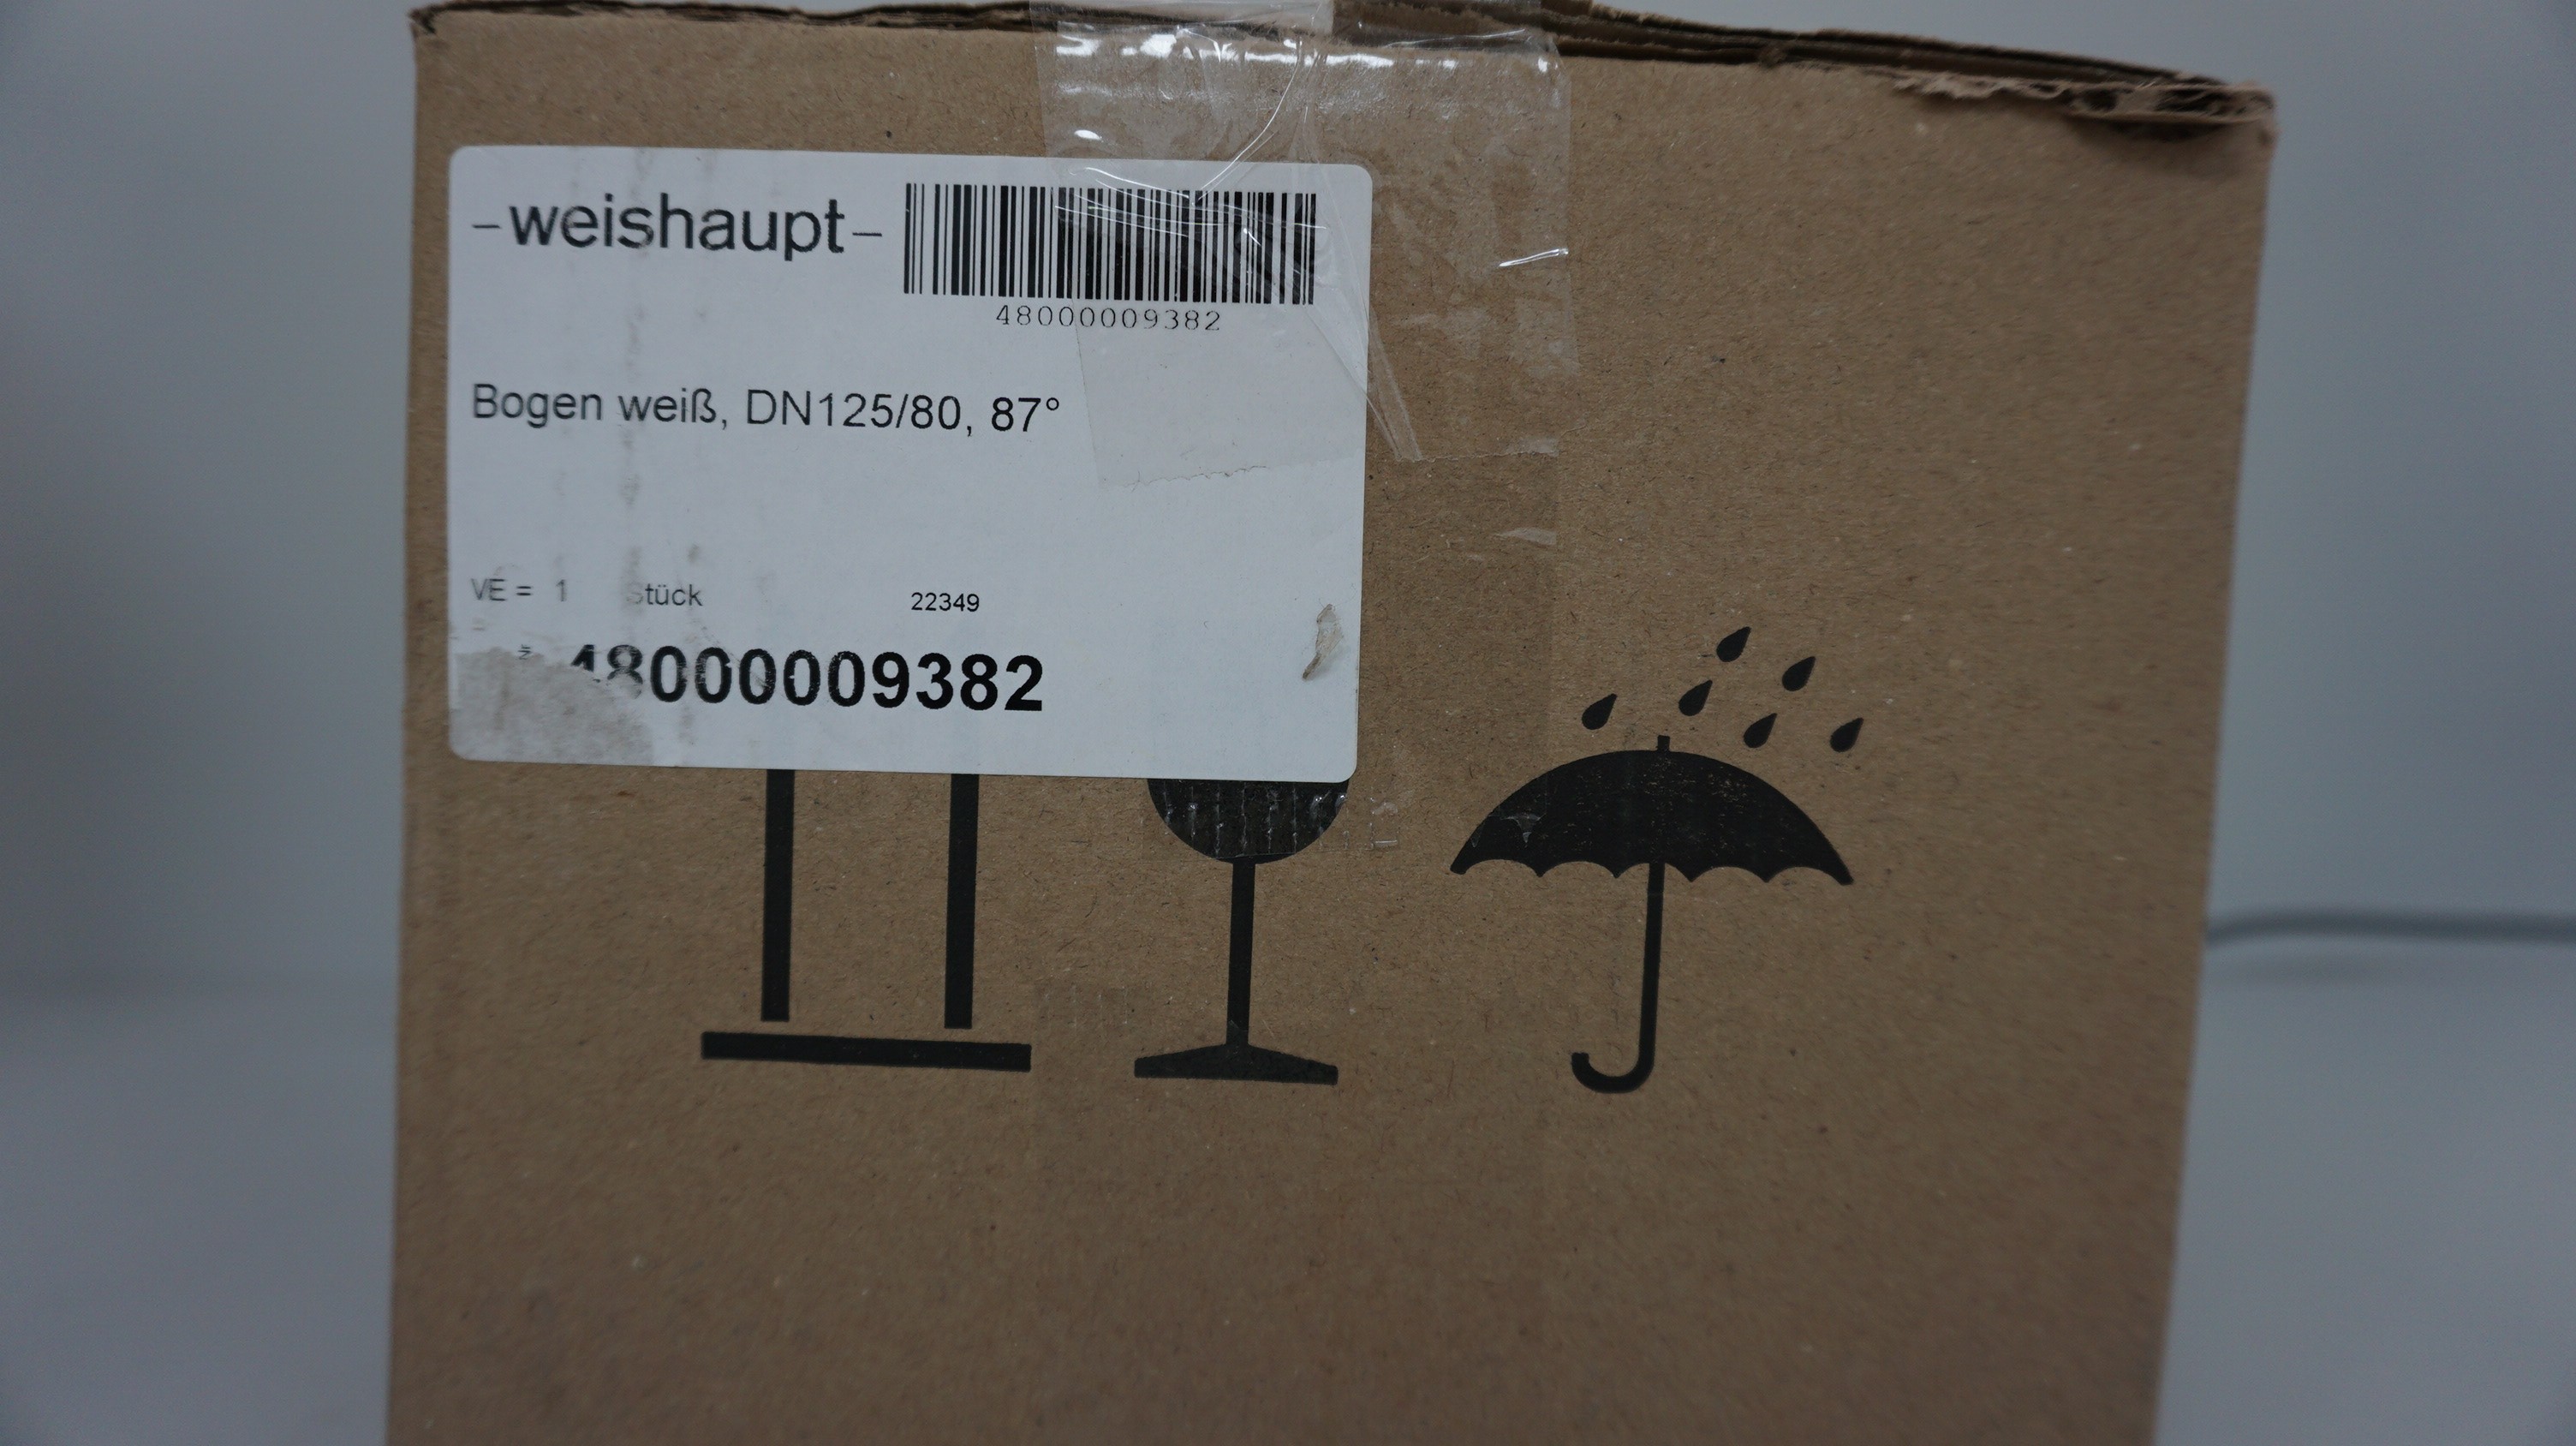 -weishaupt-
48000009382
Bogen weiß, DN125/80, 87°
VE = 1 Stück 22349
48000009382